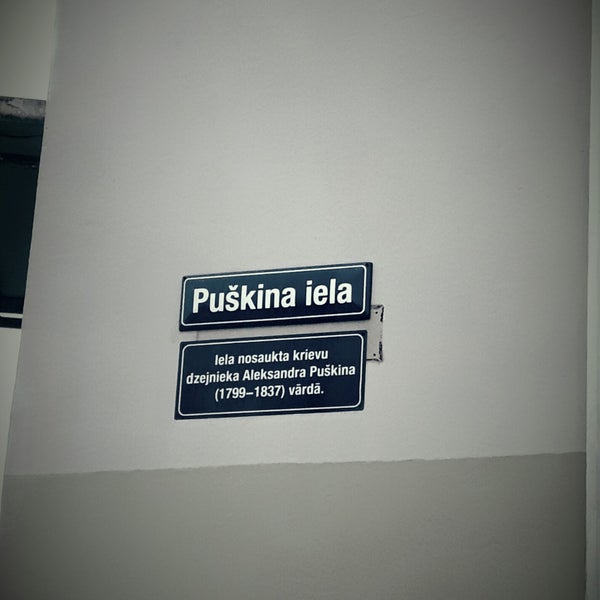 Puškina iela
Iela nosaukta krievu
dzejnieka Aleksandra Puškina
(1799–1837) vārdā.